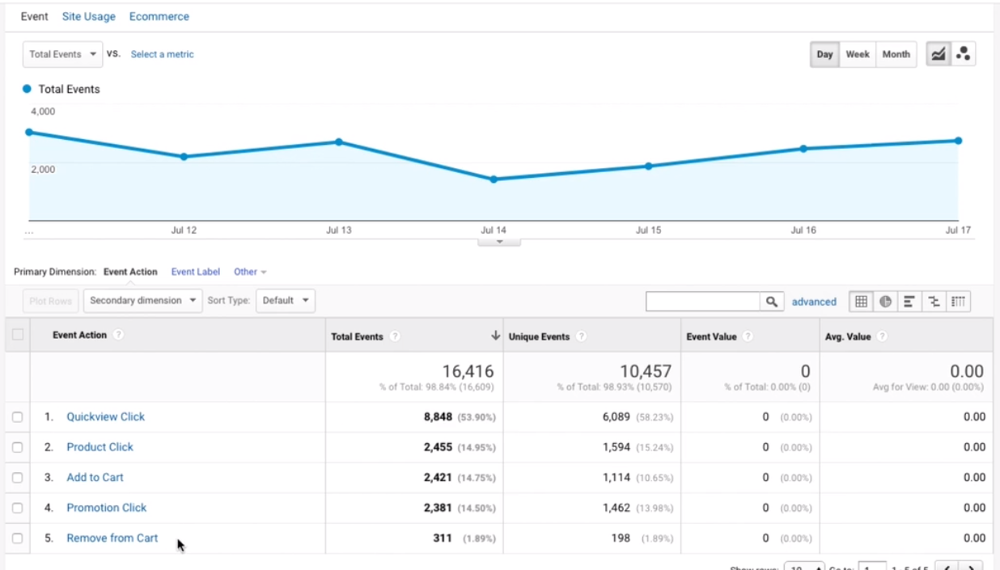 Event Site Usage Ecommerce
Total Events VS. Select a metric Day Week Month
Total Events
4,000
2,000
... Jul 12 Jul 13 Jul 14 Jul 15 Jul 16 Jul 17
Primary Dimension: Event Action Event Label Other
Plot Rows Secondary dimension Sort Type: Default advanced
Event Action ? Total Events ? Unique Events ? Event Value ? Avg. Value ?
16,416 10,457 0 0.00
% of Total: 98.84% (16,609) % of Total: 98.93% (10,570) % of Total: 0.00% (0) Avg for View: 0.00 (0.00%)
1. Quickview Click 8,848 (53.90%) 6,089 (58.23%) 0 (0.00%) 0.00
2. Product Click 2,455 (14.95%) 1,594 (15.24%) 0 (0.00%) 0.00
3. Add to Cart 2,421 (14.75%) 1,114 (10.65%) 0 (0.00%) 0.00
4. Promotion Click 2,381 (14.50%) 1,462 (13.98%) 0 (0.00%) 0.00
5. Remove from Cart 311 (1.89%) 198 (1.89%) 0 (0.00%) 0.00
Show rows: 10 Go to: 1 1 - 5 of 5